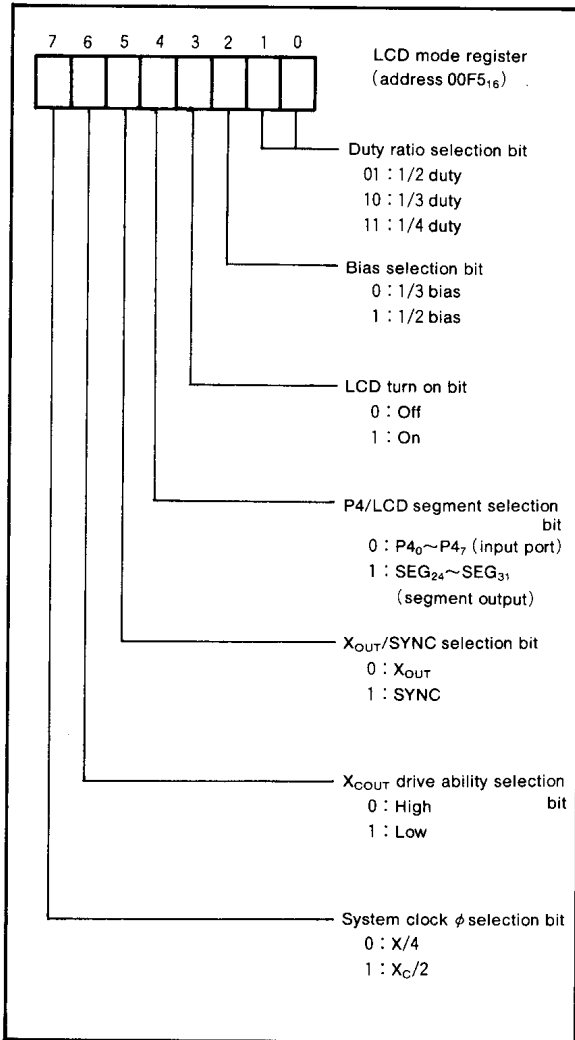 7 6 5 4 3 2 1 0
LCD mode register
(address 00F5₁₆)
Duty ratio selection bit
01 : 1/2 duty
10 : 1/3 duty
11 : 1/4 duty
Bias selection bit
0 : 1/3 bias
1 : 1/2 bias
LCD turn on bit
0 : Off
1 : On
P4/LCD segment selection
bit
0 : P4₀~P4₇ (input port)
1 : SEG₂₄~SEG₃₁
(segment output)
X_OUT/SYNC selection bit
0 : X_OUT
1 : SYNC
X_COUT drive ability selection
bit
0 : High
1 : Low
System clock ϕ selection bit
0 : X/4
1 : X_C/2